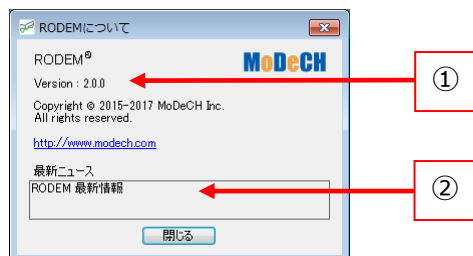 RODEMについて
RODEM®
MoDeCH
Version : 2.0.0
①
Copyright © 2015-2017 MoDeCH Inc.
All rights reserved.
http://www.modech.com
最新ニュース
RODEM 最新情報
②
閉じる